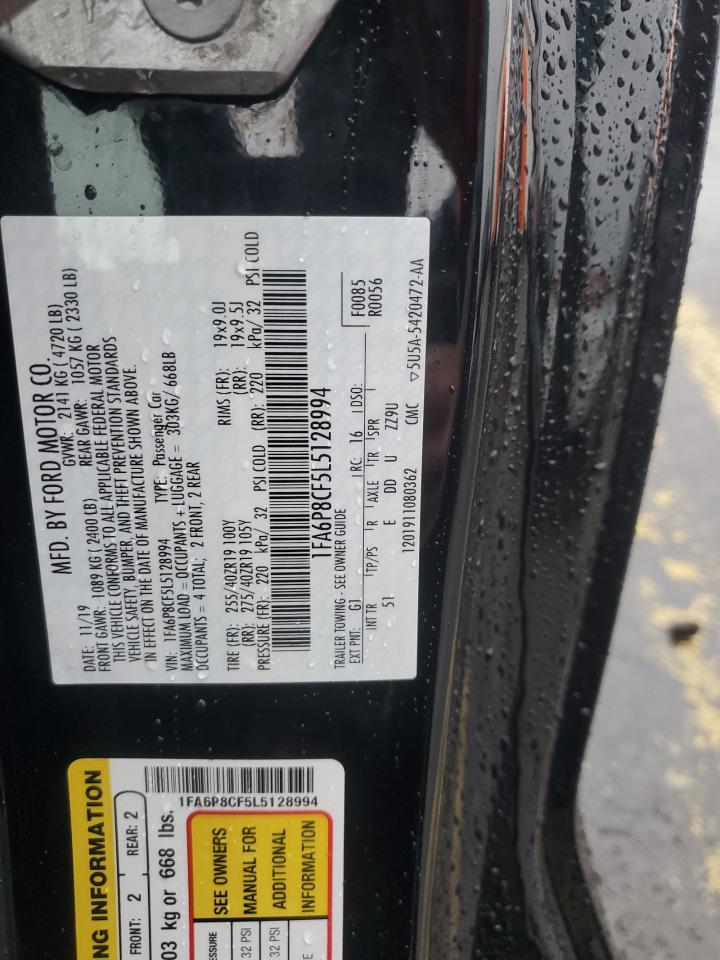 MFD. BY FORD MOTOR CO.
DATE: 11/19 GVWR: 2141 KG ( 4720 LB)
FRONT GAWR: 1089 KG ( 2400 LB) REAR GAWR: 1057 KG ( 2330 LB)
THIS VEHICLE CONFORMS TO ALL APPLICABLE FEDERAL MOTOR
VEHICLE SAFETY, BUMPER, AND THEFT PREVENTION STANDARDS
IN EFFECT ON THE DATE OF MANUFACTURE SHOWN ABOVE.
VIN: 1FA6P8CF5L5128994 TYPE: Passenger Car
MAXIMUM LOAD = OCCUPANTS + LUGGAGE = 303KG/ 668LB
OCCUPANTS = 4 TOTAL; 2 FRONT, 2 REAR
TIRE (FR): 255/40ZR19 100Y RIMS (FR): 19x9.0J
(RR): 275/40ZR19 105Y (RR): 19x9.5J
PRESSURE (FR): 220 kPa/ 32 PSI COLD (RR): 220 kPa/ 32 PSI COLD
1FA6P8CF5L5128994
TRAILER TOWING - SEE OWNER GUIDE F0085
EXT PNT: G1 RC: 16 DSO: R0056
INT TR TP/PS R AXLE TR SPR
51 E DD U ZZ9U
1201911080362 CMC ▽5U5A-5420472-AA
NG INFORMATION
FRONT: 2 REAR: 2
03 kg or 668 lbs.
1FA6P8CF5L5128994
SSURE SEE OWNERS
32 PSI MANUAL FOR
32 PSI ADDITIONAL
E INFORMATION